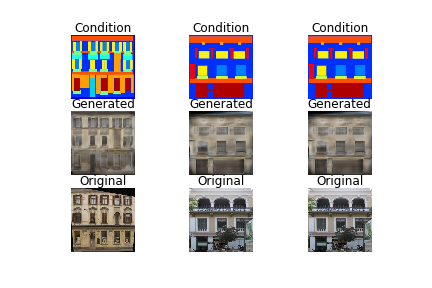 Condition Condition Condition
Generated Generated Generated
Original Original Original